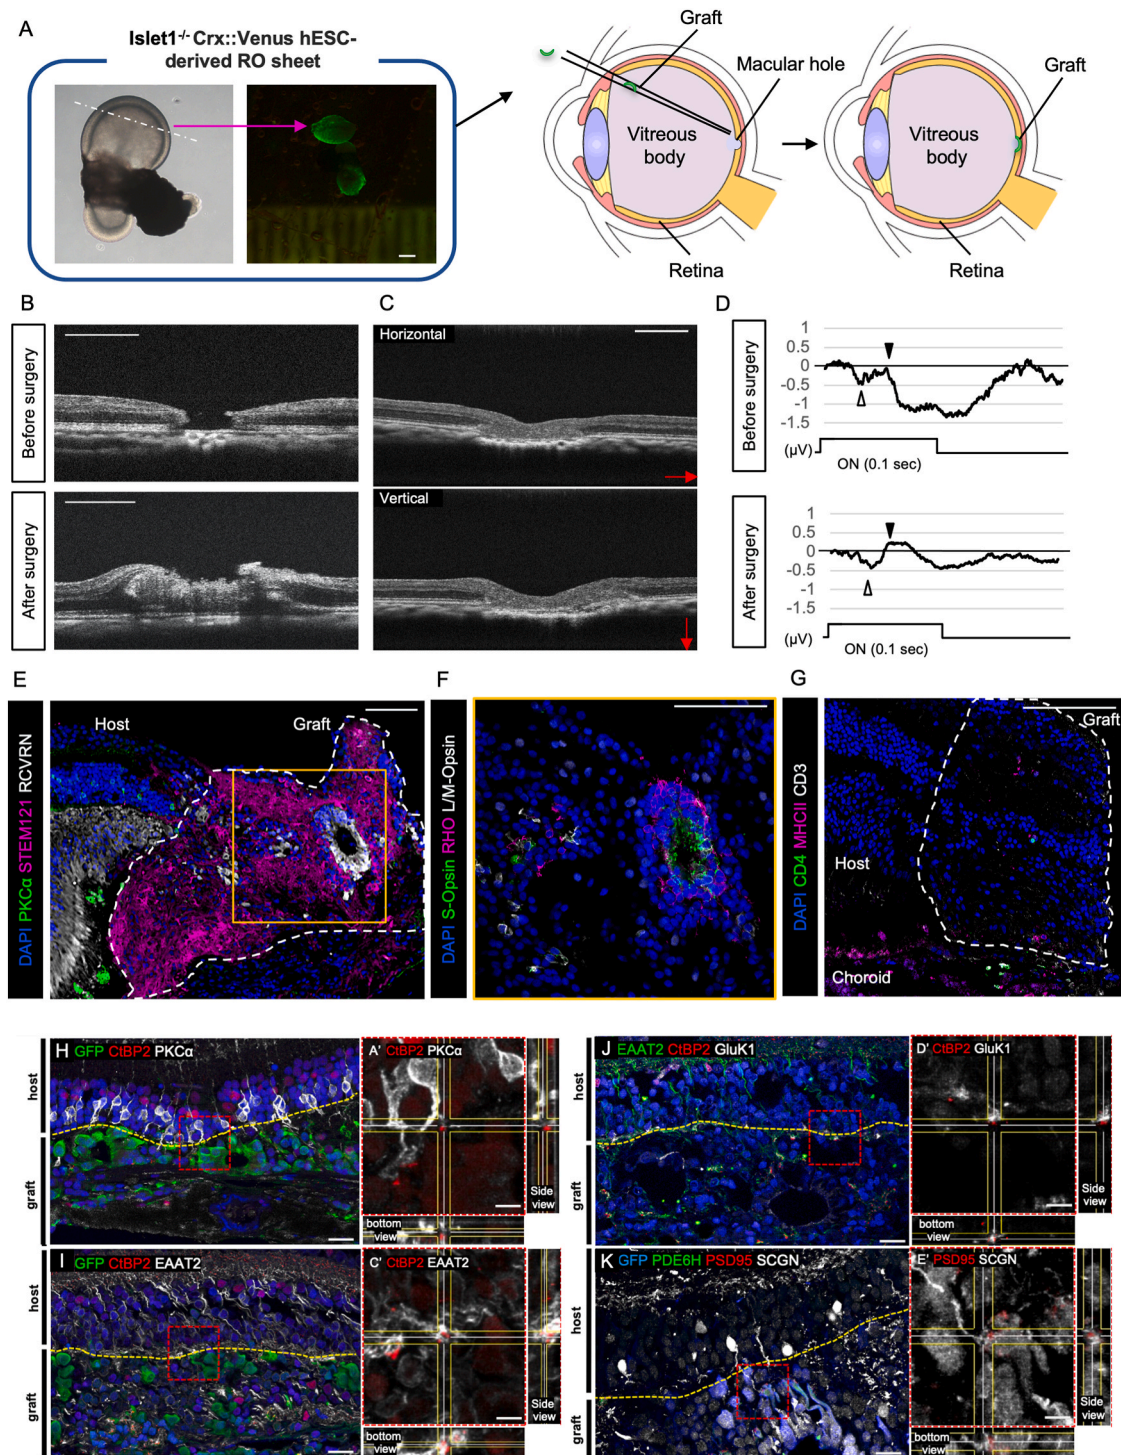 A
Islet1-/- Crx::Venus hESC-
derived RO sheet
Graft
Macular hole
Graft
Vitreous
body
Vitreous
body
Retina
Retina
B
C
D
Before surgery
Horizontal
Before surgery
1
0.5
0
-0.5
-1
-1.5
(µV)
ON (0.1 sec)
After surgery
Vertical
After surgery
1
0.5
0
-0.5
-1
-1.5
(µV)
ON (0.1 sec)
E
F
G
DAPI PKCα STEM121 RCVRN
Host
Graft
DAPI S-Opsin RHO L/M-Opsin
DAPI CD4 MHCII CD3
Graft
Host
Choroid
host
graft
H GFP CtBP2 PKCα
A' CtBP2 PKCα
Side
view
bottom
view
host
graft
J EAAT2 CtBP2 GluK1
D' CtBP2 GluK1
Side
view
bottom
view
host
graft
I GFP CtBP2 EAAT2
C' CtBP2 EAAT2
Side
view
bottom
view
host
graft
K GFP PDE6H PSD95 SCGN
E' PSD95 SCGN
Side
view
bottom
view